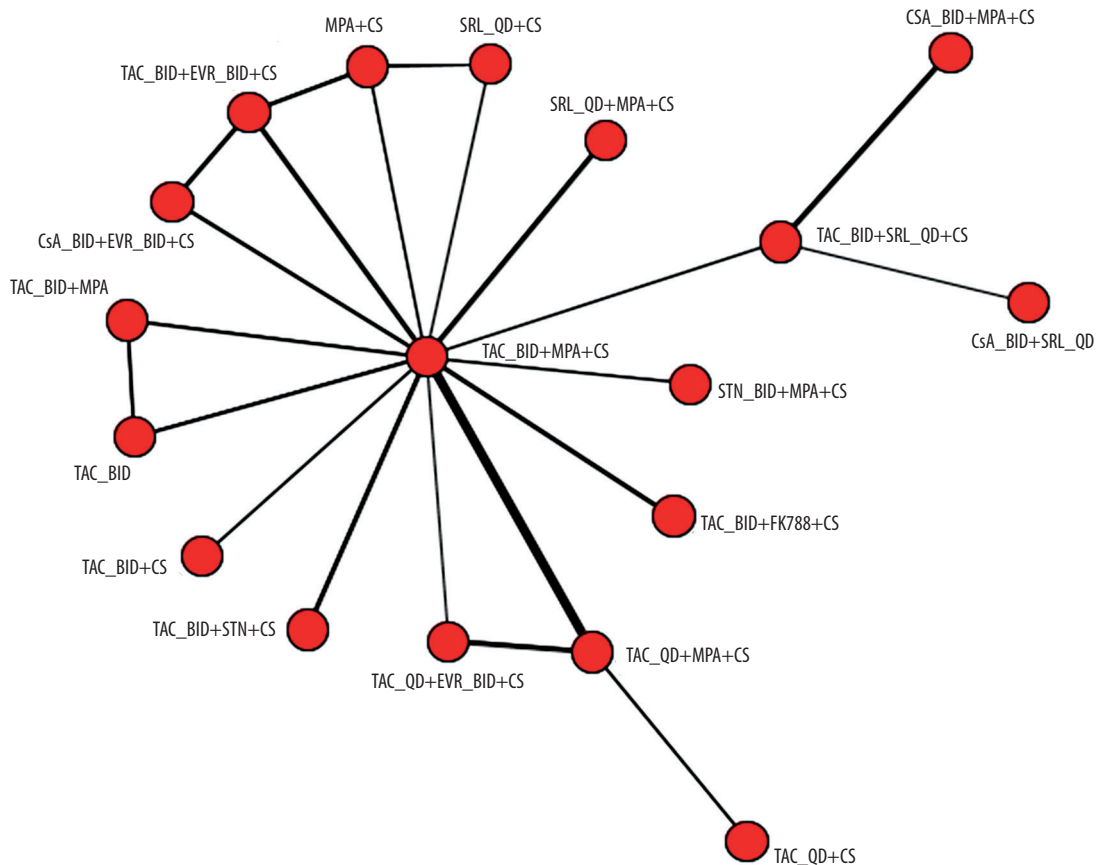 CSA_BID+MPA+CS
MPA+CS
SRL_QD+CS
TAC_BID+EVR_BID+CS
SRL_QD+MPA+CS
TAC_BID+SRL_QD+CS
CsA_BID+EVR_BID+CS
TAC_BID+MPA
CsA_BID+SRL_QD
TAC_BID+MPA+CS
STN_BID+MPA+CS
TAC_BID
TAC_BID+FK788+CS
TAC_BID+CS
TAC_BID+STN+CS
TAC_QD+MPA+CS
TAC_QD+EVR_BID+CS
TAC_QD+CS